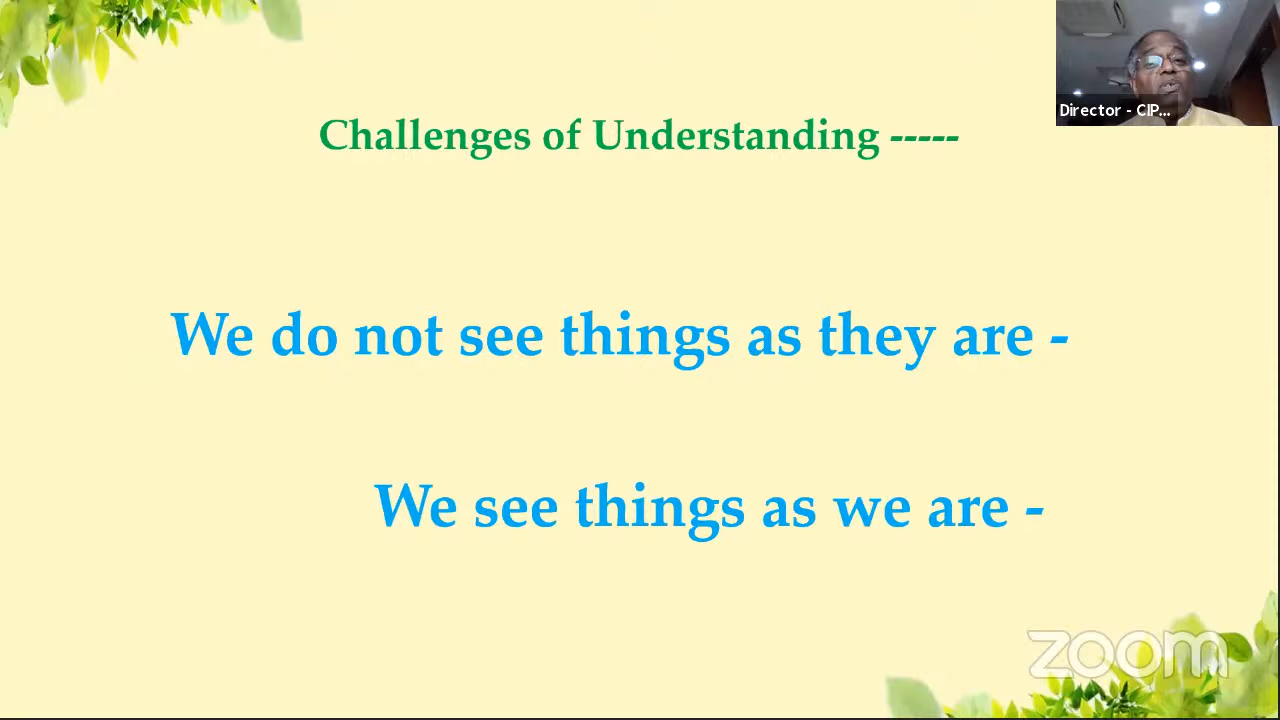 Director - CIP...
Challenges of Understanding -----
We do not see things as they are -
We see things as we are -
zoom